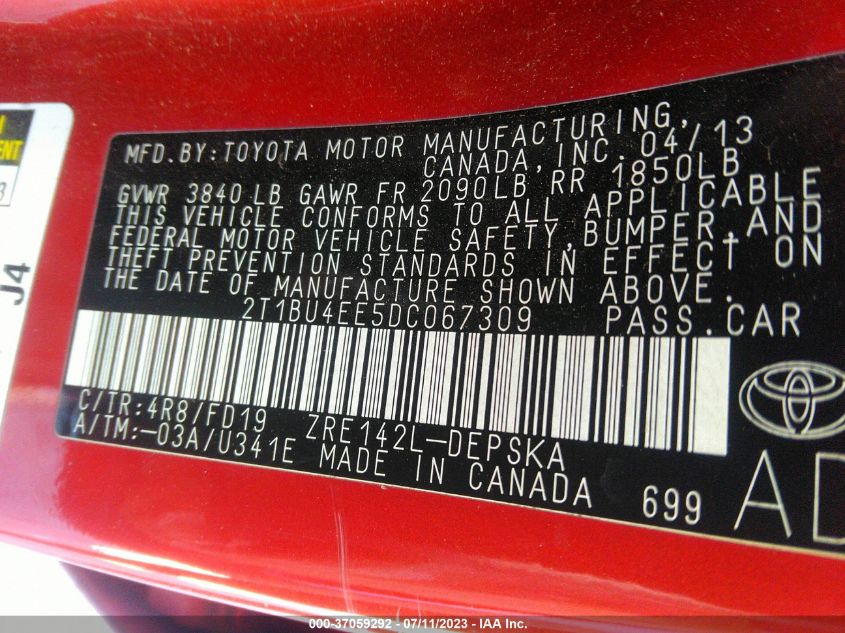 MFD.BY:TOYOTA MOTOR MANUFACTURING,
CANADA,INC. 04/13
GVWR 3840 LB GAWR FR 2090LB RR 1850LB
THIS VEHICLE CONFORMS TO ALL APPLICABLE
FEDERAL MOTOR VEHICLE SAFETY,BUMPER,AND
THEFT PREVENTION STANDARDS IN EFFECT ON
THE DATE OF MANUFACTURE SHOWN ABOVE.
2T1BU4EE5DC067309 PASS.CAR
C/TR:4R8/FD19 ZRE142L-DEPSKA
A/TM:-03A/U341E MADE IN CANADA 699
AD
J4
000-37059292 - 07/11/2023 - IAA Inc.